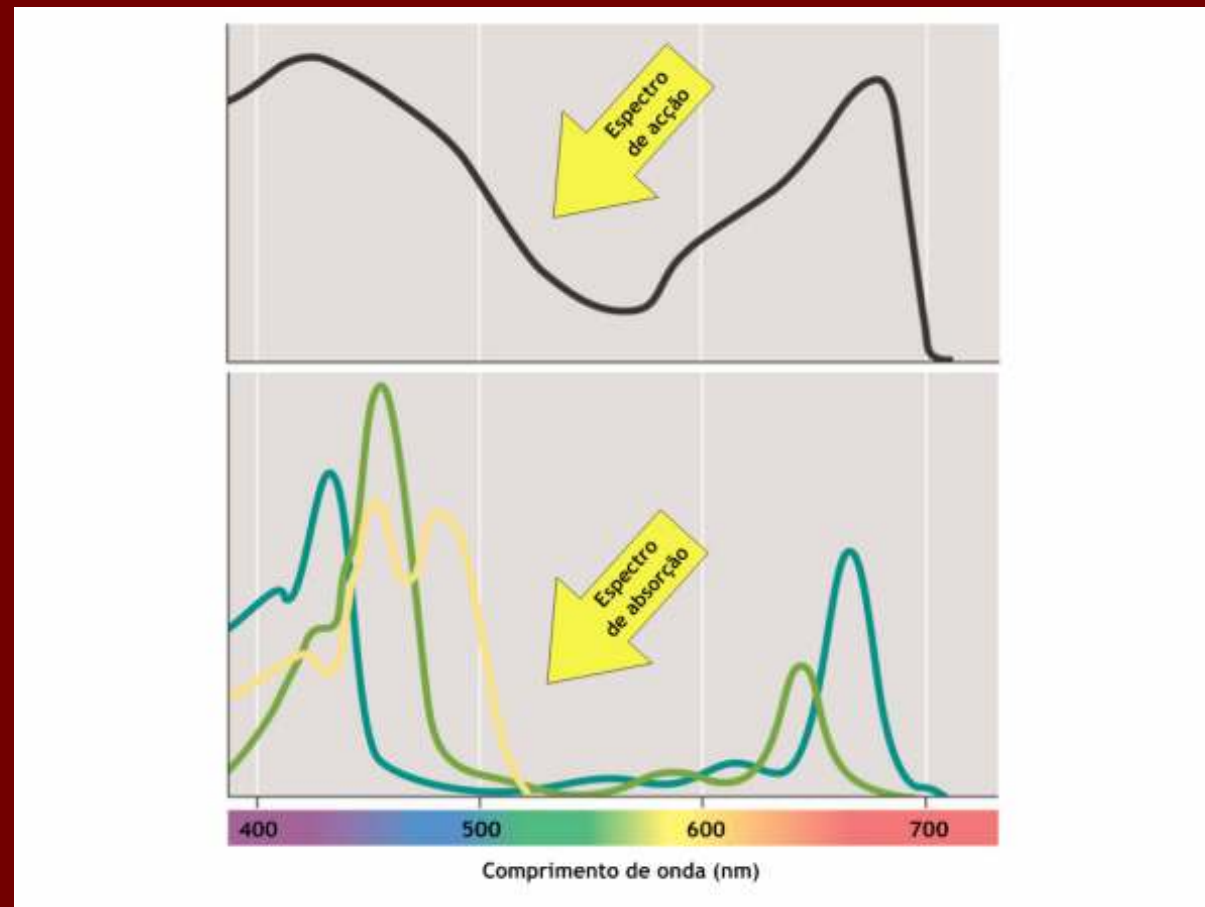 Espectro
de acção
Espectro
de absorção
400 500 600 700
Comprimento de onda (nm)